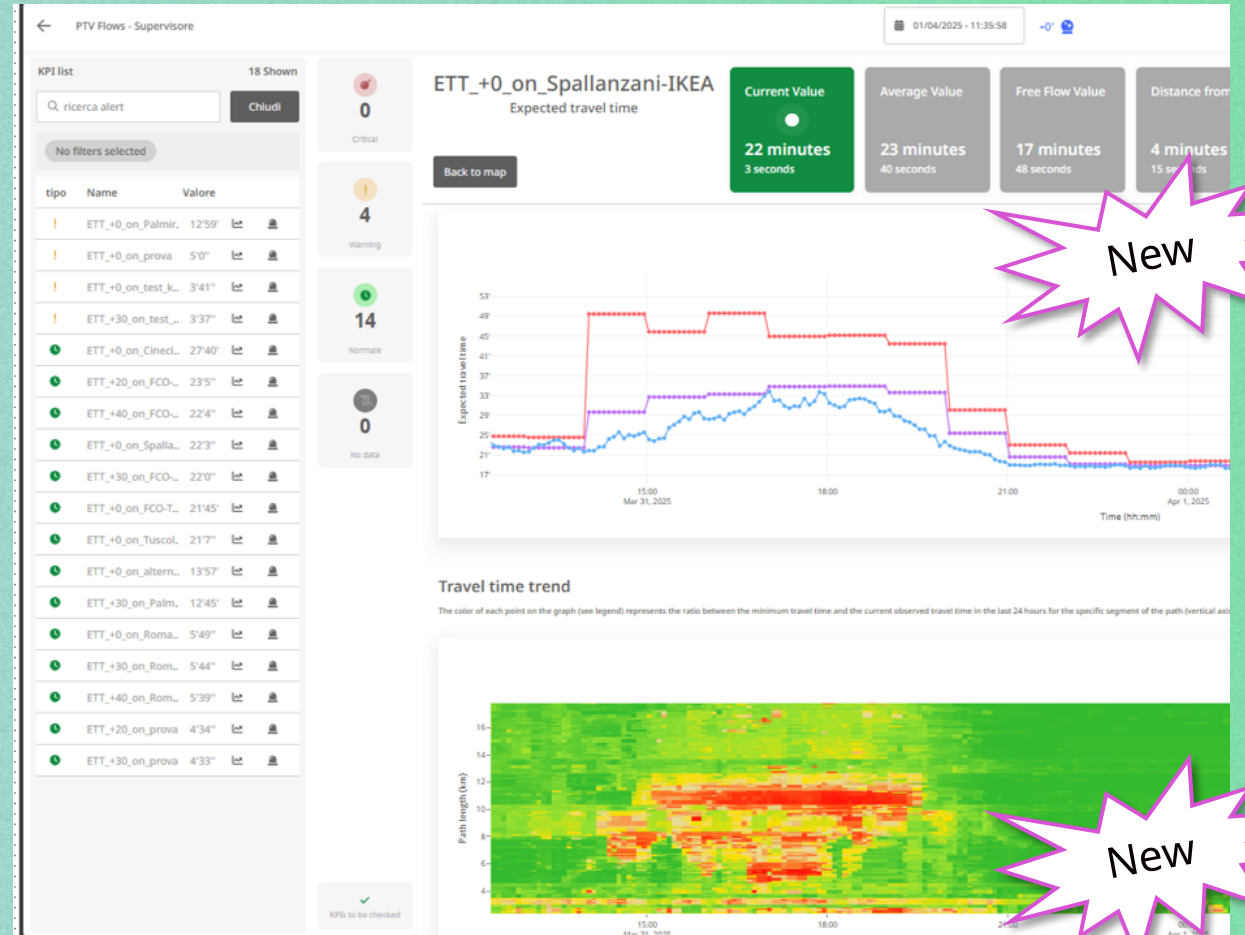 PTV Flows - Supervisore
01/04/2025 - 11:35:58
-0'
KPI list
18 Shown
ricerca alert
Chiudi
No filters selected
tipo Name Valore
! ETT_+0_on_Palmir. 12'59'
! ETT_+0_on_prova 5'0"
! ETT_+0_on_test_k... 3'41"
! ETT_+30_on_test_... 3'37"
ETT_+0_on_Cineci... 27'40'
ETT_+20_on_FCO-... 23'5"
ETT_+40_on_FCO-... 22'4"
ETT_+0_on_Spalla... 22'3"
ETT_+30_on_FCO-... 22'0"
ETT_+0_on_FCO-T... 21'45'
ETT_+0_on_Tuscol. 21'7"
ETT_+0_on_altern... 13'57'
ETT_+30_on_Palm.. 12'45'
ETT_+0_on_Roma... 5'49"
ETT_+30_on_Rom... 5'44"
ETT_+40_on_Rom... 5'39"
ETT_+20_on_prova 4'34"
ETT_+30_on_prova 4'33"
0
Critical
!
4
Warning
14
Normale
0
No data
KPIs to be checked
ETT_+0_on_Spallanzani-IKEA
Expected travel time
Back to map
Current Value
22 minutes
3 seconds
Average Value
23 minutes
40 seconds
Free Flow Value
17 minutes
48 seconds
Distance from
4 minutes
New
Expected travel time
53'
49'
45'
41'
37'
33'
29'
25'
21'
17'
15:00 18:00 21:00 00:00
Mar 31, 2025 Apr 1, 2025
Time (hh:mm)
Travel time trend
The color of each point on the graph (see legend) represents the ratio between the minimum travel time and the current observed travel time in the last 24 hours for the specific segment of the path (vertical
New
Path length (km)
16
14
12
10
8
6
4
15:00 18:00
Mar 31, 2025